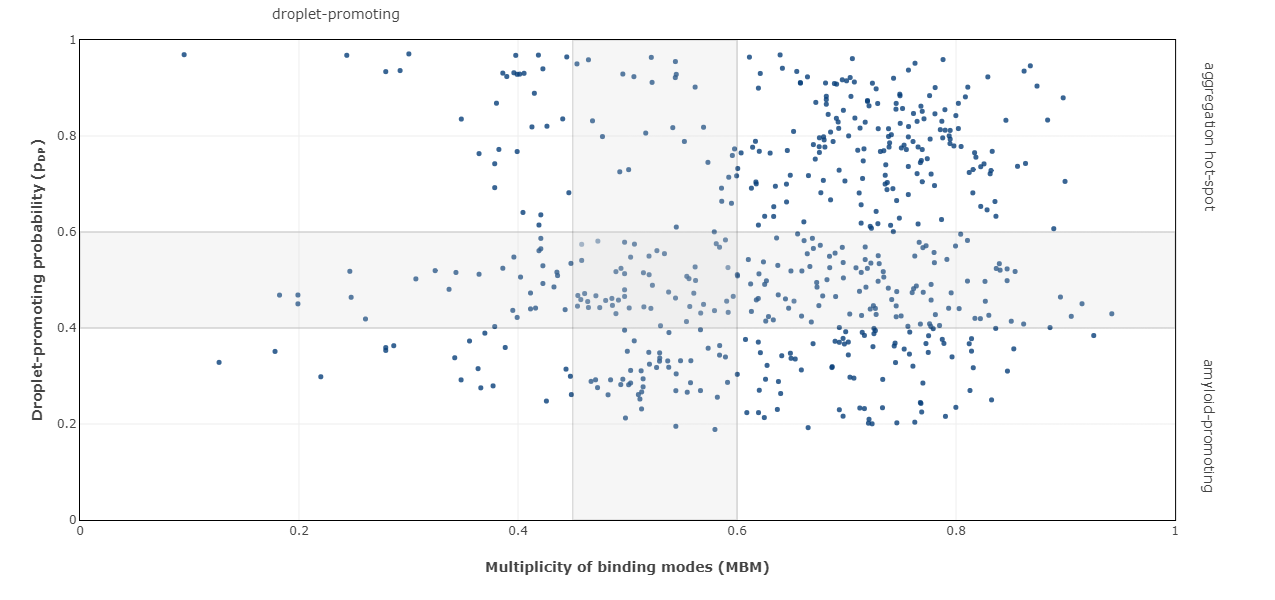 droplet-promoting
1
0.8
0.6
0.4
0.2
0
0
0.2
0.4
0.6
0.8
1
Droplet-promoting probability (pDP)
Multiplicity of binding modes (MBM)
aggregation hot-spot
amyloid-promoting